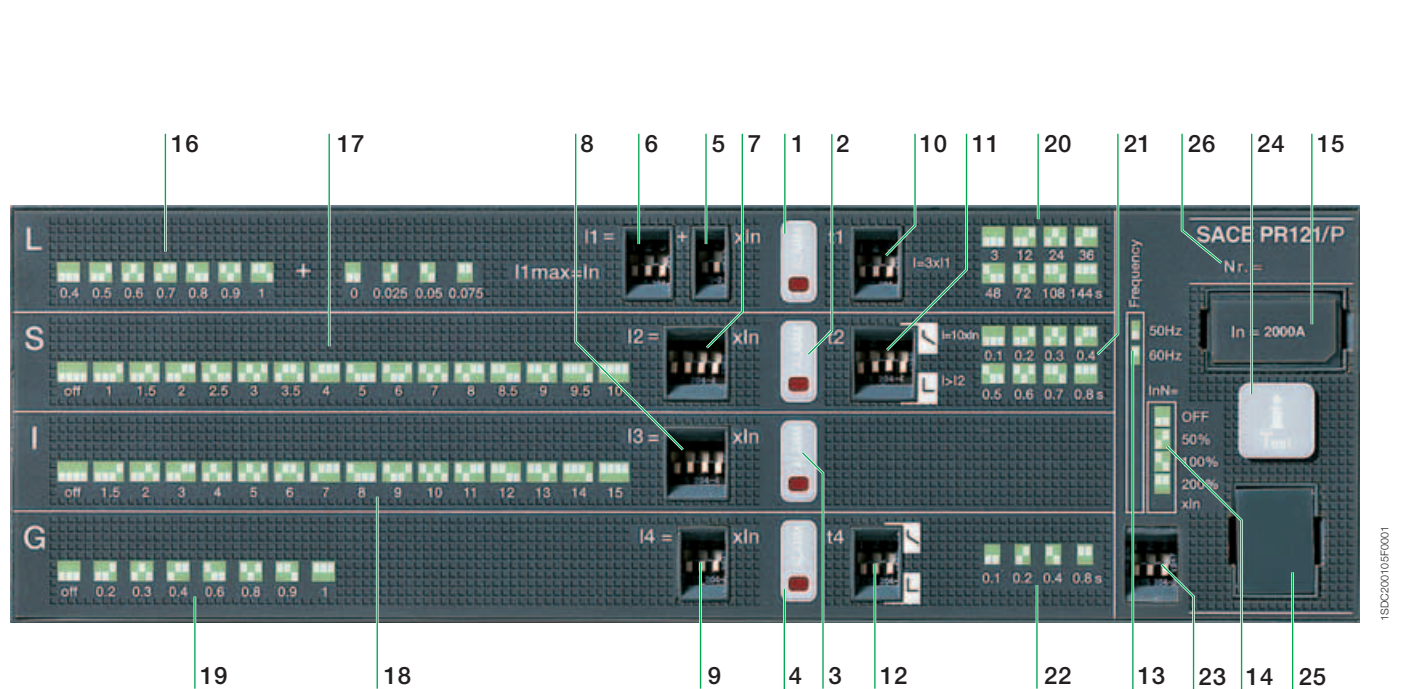 16 17 8 6 5 7 1 2 10 11 20 21 26 24 15
L I1 = + xIn t1 SACE PR121/P
I=3xI1 3 12 24 36
+ I1max=In Nr.=
0.4 0.5 0.6 0.7 0.8 0.9 1 0 0.025 0.05 0.075 48 72 108 144 s
Frequency
S I2= xIn t2 I=10xIn 50Hz In = 2000A
0.1 0.2 0.3 0.4 60Hz
I>I2
off 1 1.5 2 2.5 3 3.5 4 5 6 7 8 8.5 9 9.5 10 0.5 0.6 0.7 0.8 s
InN=
OFF
I I3 = xIn 50% i
Test
100%
off 1.5 2 3 4 5 6 7 8 9 10 11 12 13 14 15 200%
xIn
G I4 = xIn t4
off 0.2 0.3 0.4 0.6 0.8 0.9 1 0.1 0.2 0.4 0.8 s
1SDC200105F0001
19 18 9 4 3 12 22 13 23 14 25